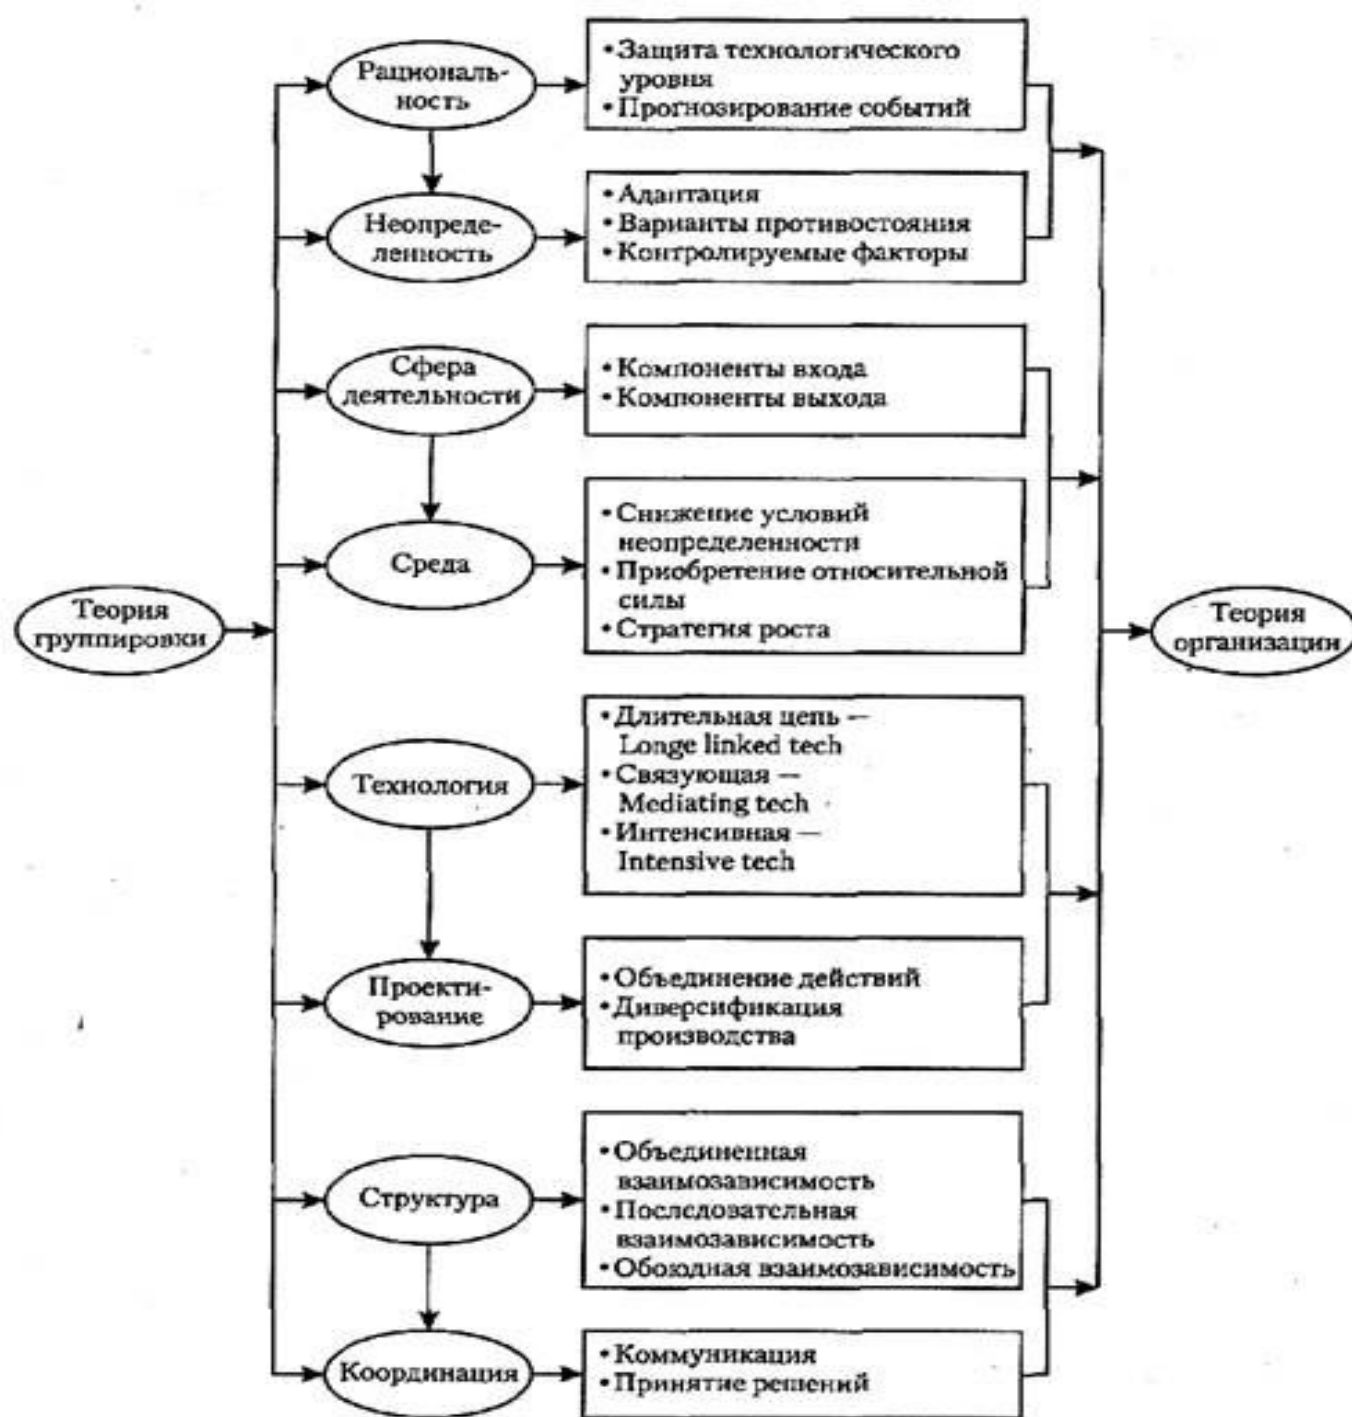 Рациональ-
ность
• Защита технологического
уровня
• Прогнозирование событий
Неопреде-
ленность
• Адаптация
• Варианты противостояния
• Контролируемые факторы
Сфера
деятельности
• Компоненты входа
• Компоненты выхода
Среда
• Снижение условий
неопределенности
• Приобретение относительной
силы
• Стратегия роста
Теория
группировки
Теория
организации
Технология
• Длительная цепь —
Longe linked tech
• Связующая —
Mediating tech
• Интенсивная —
Intensive tech
Проекти-
рование
• Объединение действий
• Диверсификация
производства
Структура
• Объединенная
взаимозависимость
• Последовательная
взаимозависимость
• Обоюдная взаимозависимость
Координация
• Коммуникация
• Принятие решений